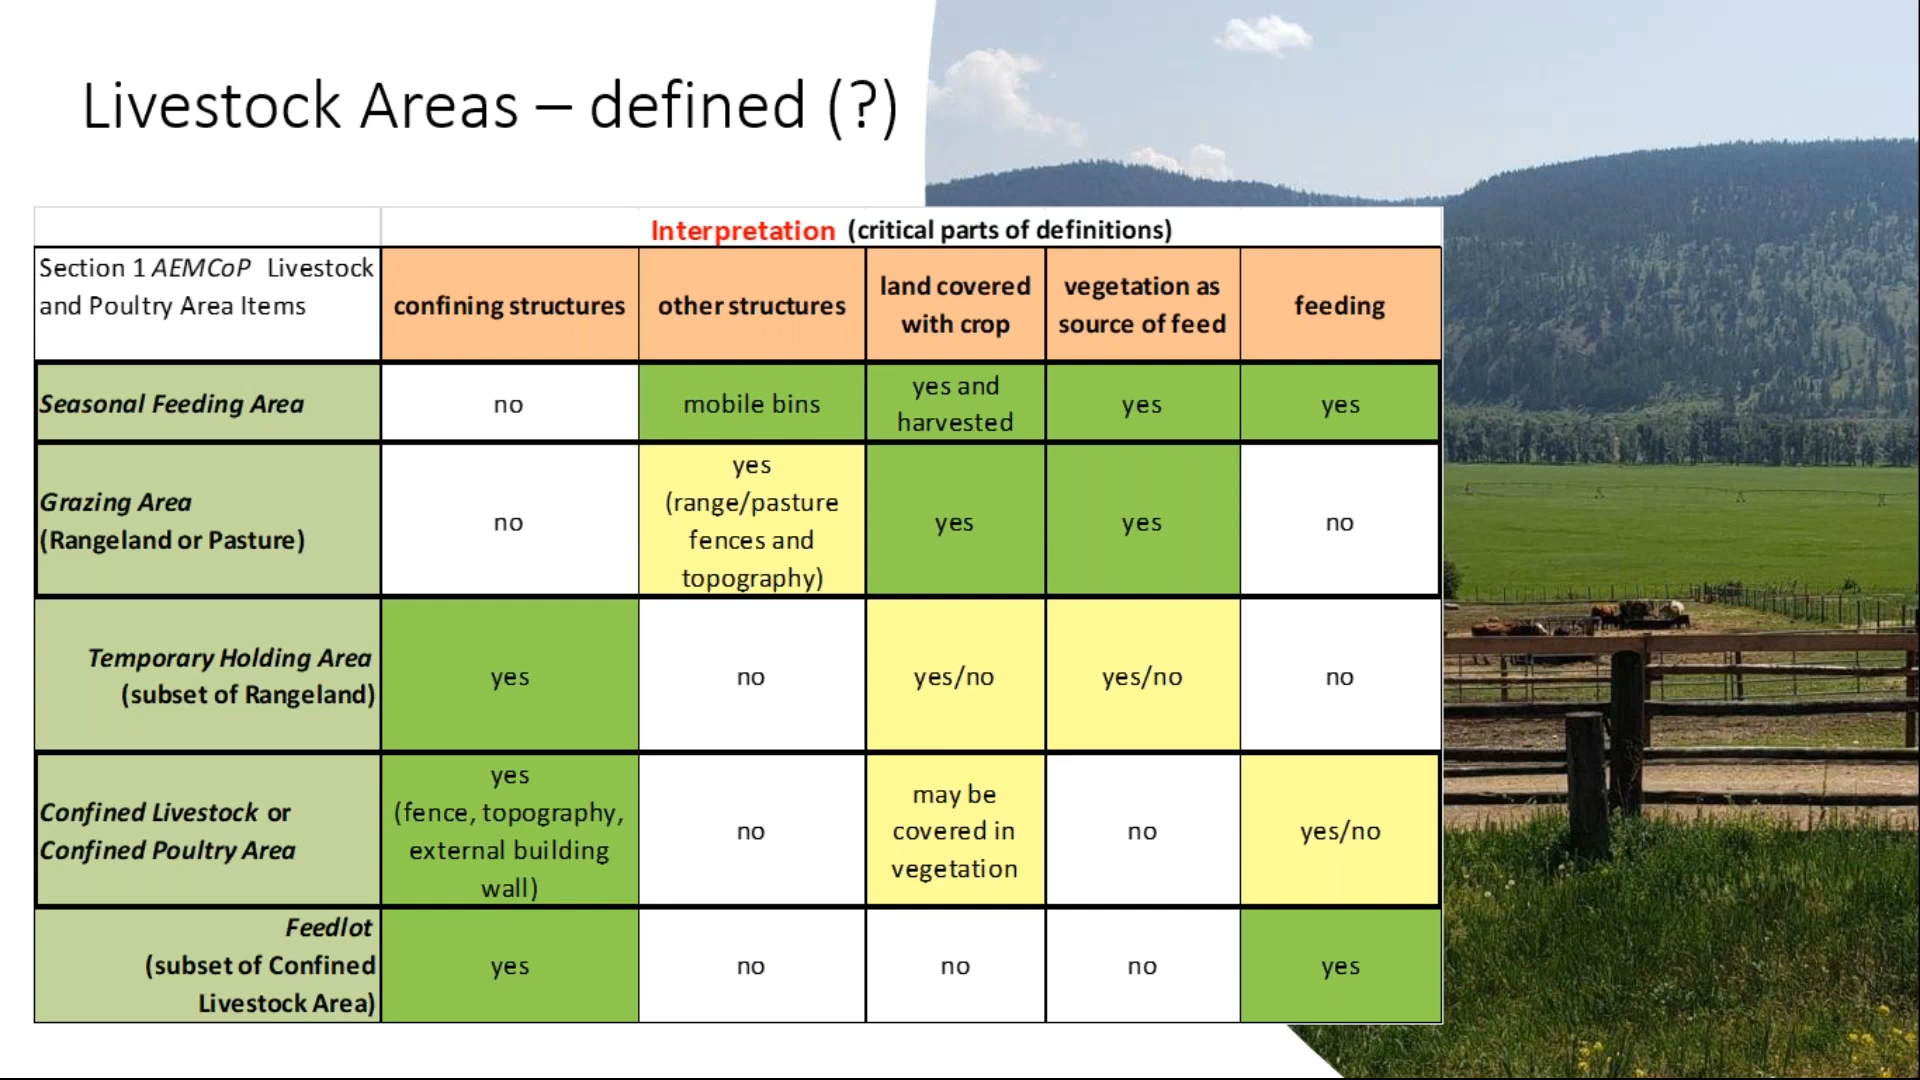 Livestock Areas – defined (?)
Interpretation (critical parts of definitions)
Section 1 AEMCoP Livestock
and Poultry Area Items
confining structures
other structures
land covered
with crop
vegetation as
source of feed
feeding
Seasonal Feeding Area
no
mobile bins
yes and
harvested
yes
yes
Grazing Area
(Rangeland or Pasture)
no
yes
(range/pasture
fences and
topography)
yes
yes
no
Temporary Holding Area
(subset of Rangeland)
yes
no
yes/no
yes/no
no
Confined Livestock or
Confined Poultry Area
yes
(fence, topography,
external building
wall)
no
may be
covered in
vegetation
no
yes/no
Feedlot
(subset of Confined
Livestock Area)
yes
no
no
no
yes